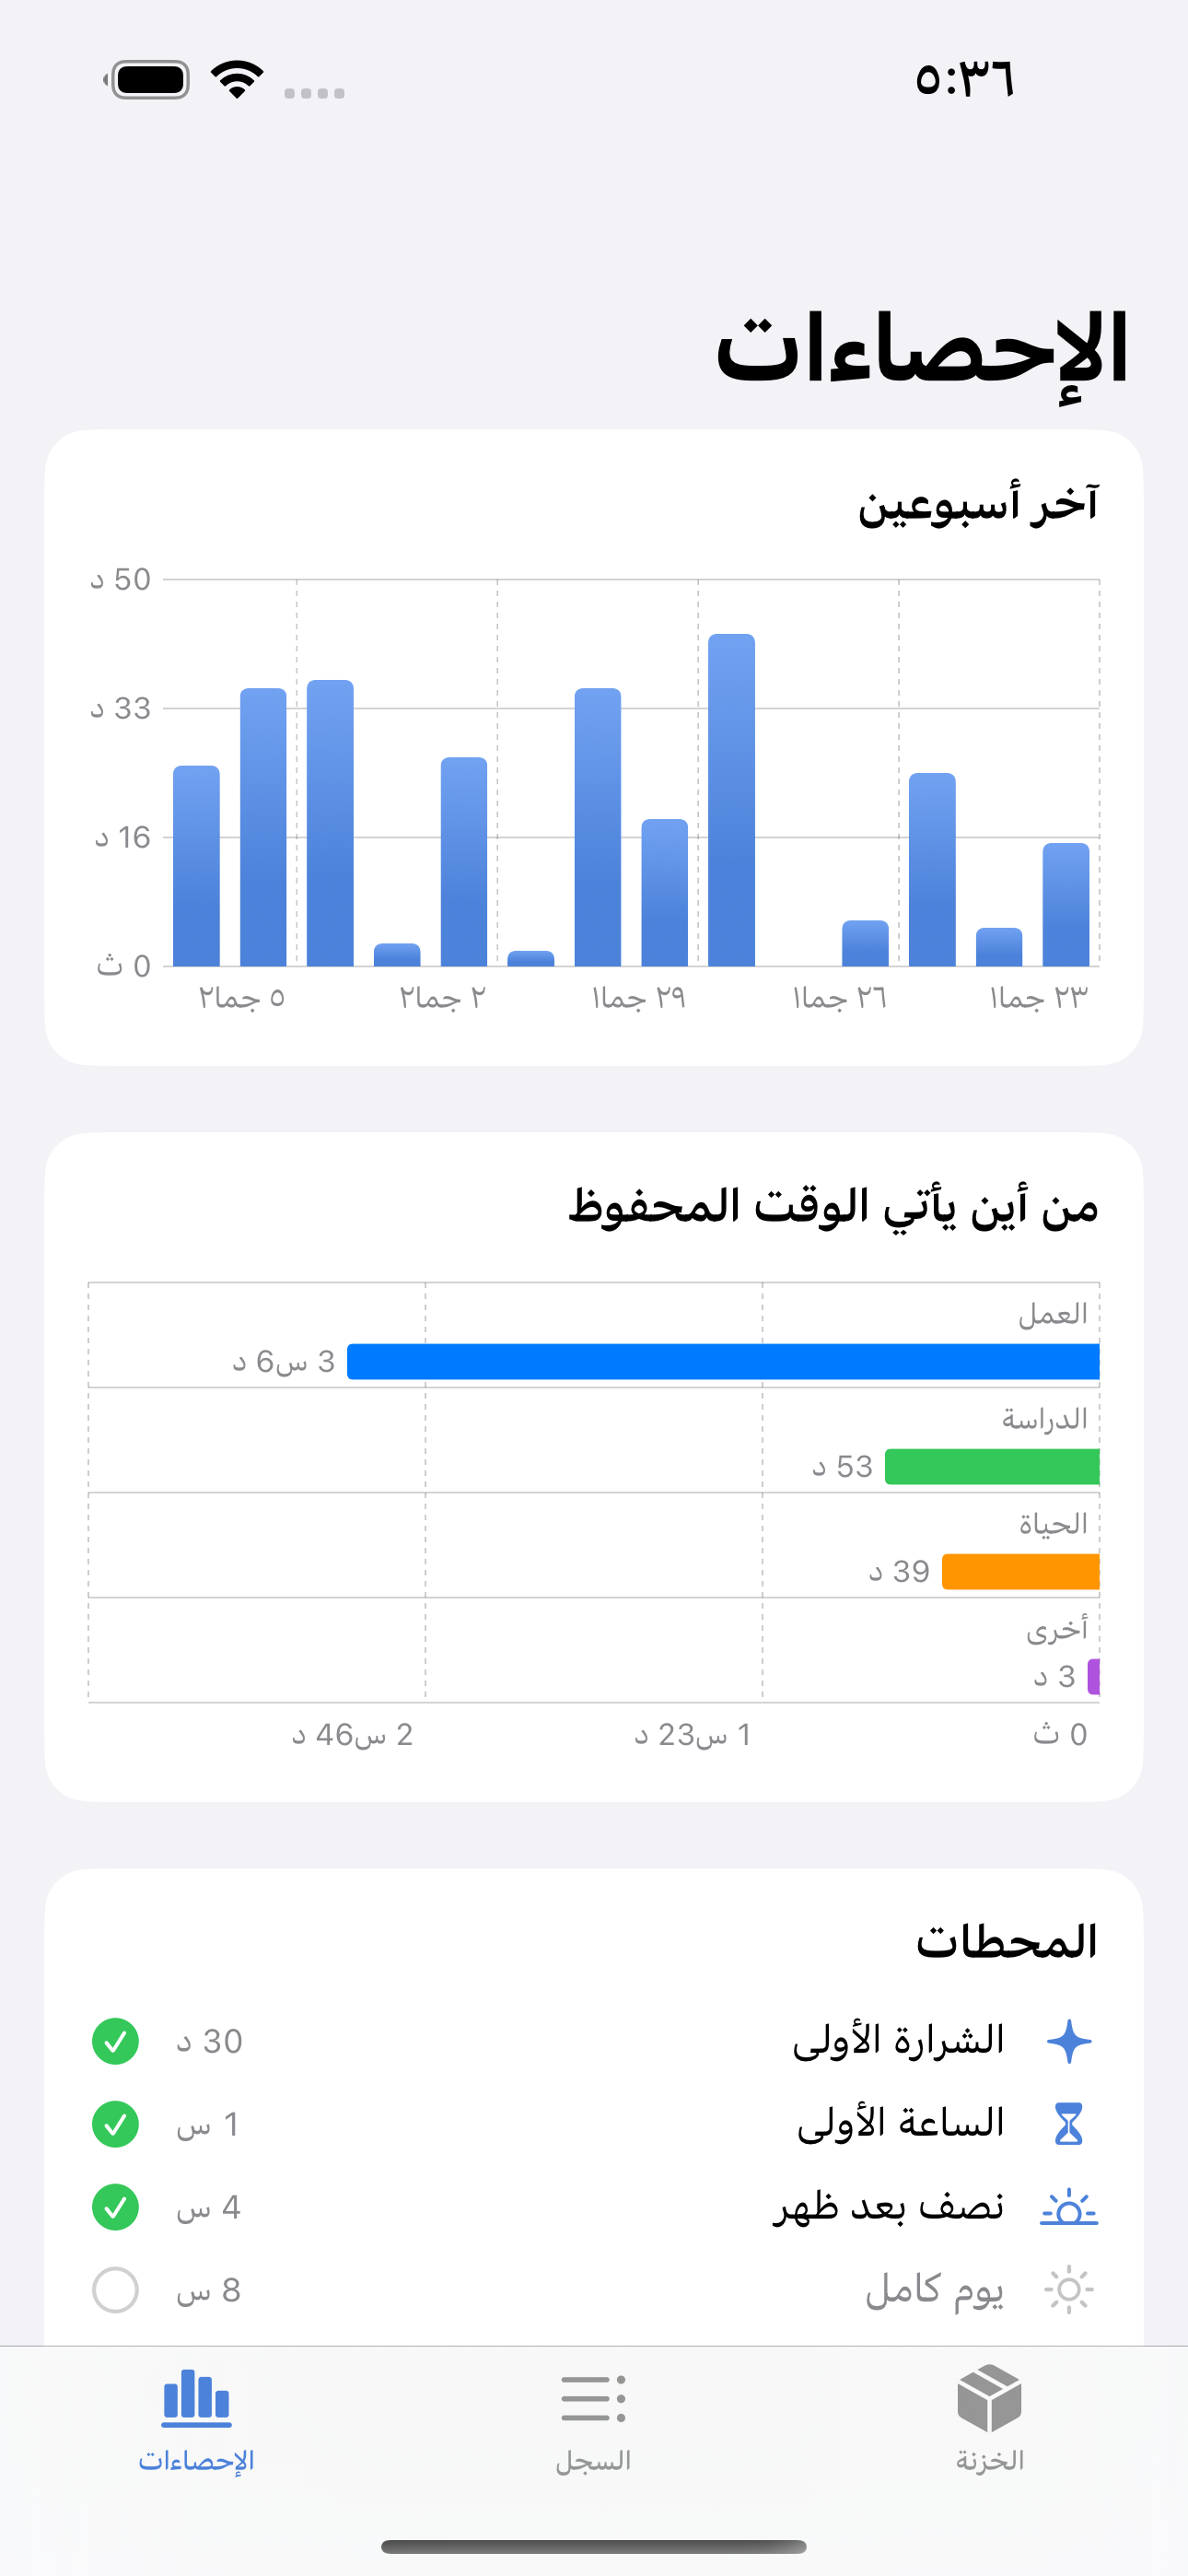 ٥:٣٦
الإحصاءات
آخر أسبوعين
50 د
33 د
16 د
0 ث
٢٣ جما١
٢٦ جما١
٢٩ جما١
٢ جما٢
٥ جما٢
من أين يأتي الوقت المحفوظ
العمل
3 س6 د
الدراسة
53 د
الحياة
39 د
أخرى
3 د
0 ث
1 س23 د
2 س46 د
المحطات
الشرارة الأولى
30 د
الساعة الأولى
1 س
نصف بعد ظهر
4 س
يوم كامل
8 س
الخزنة
السجل
الإحصاءات